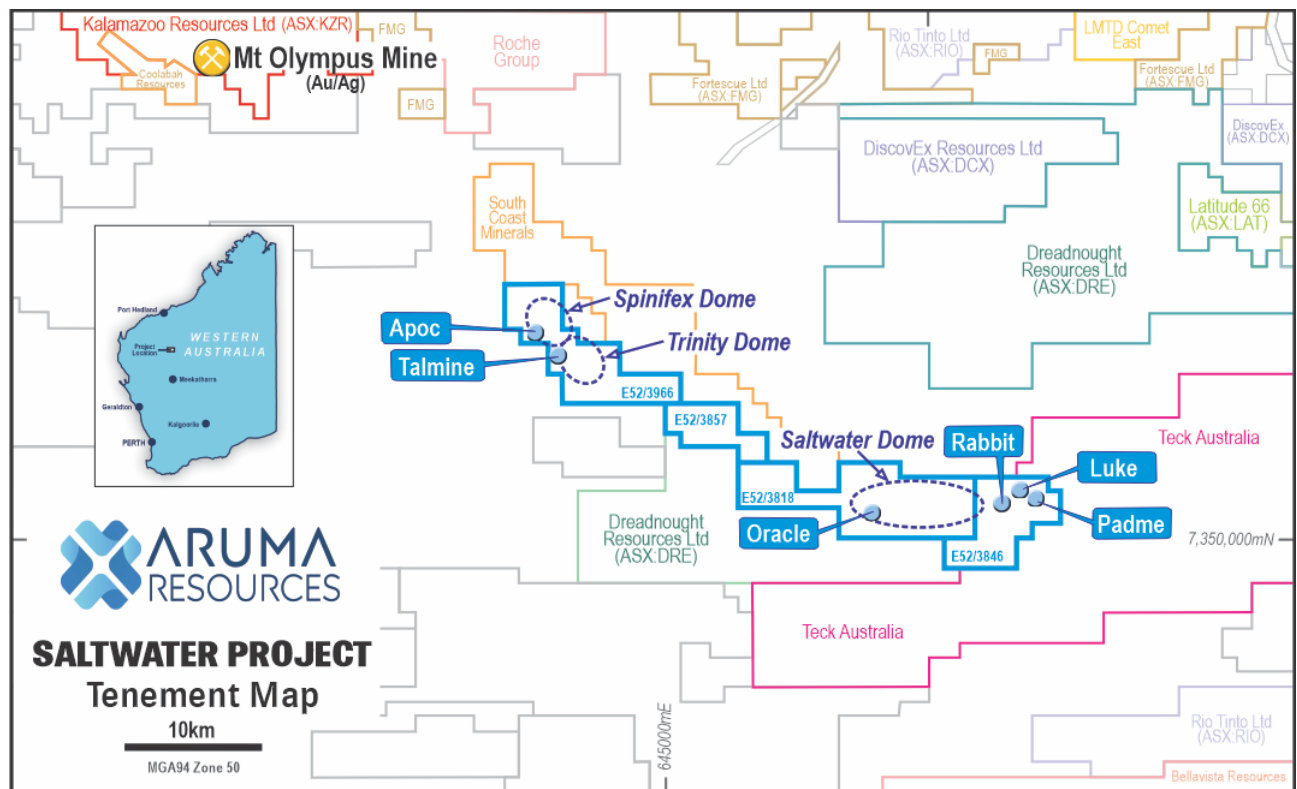 Kalamazoo Resources Ltd (ASX:KZR)
Coolabah
Resources
Mt Olympus Mine
(Au/Ag)
FMG
FMG
Roche
Group
Fortescue Ltd
(ASX:FMG)
Rio Tinto Ltd
(ASX:RIO)
FMG
LMTD Comet
East
Fortescue Ltd
(ASX:FMG)
DiscovEx
(ASX:DCX)
DiscovEx Resources Ltd
(ASX:DCX)
South
Coast
Minerals
Latitude 66
(ASX:LAT)
Dreadnought
Resources Ltd
(ASX:DRE)
Port Hedland
WESTERN
AUSTRALIA
Project
Location
Meekatharra
Geraldton
Kalgoorlie
PERTH
Spinifex Dome
Apoc
Trinity Dome
Talmine
E52/3966
E52/3857
Saltwater Dome
Rabbit
Teck Australia
Luke
E52/3818
Oracle
Padme
E52/3846
7,350,000mN
Dreadnought
Resources Ltd
(ASX:DRE)
Teck Australia
ARUMA
RESOURCES
SALTWATER PROJECT
Tenement Map
10km
MGA94 Zone 50
645000mE
Rio Tinto Ltd
(ASX:RIO)
Bellavista Resources